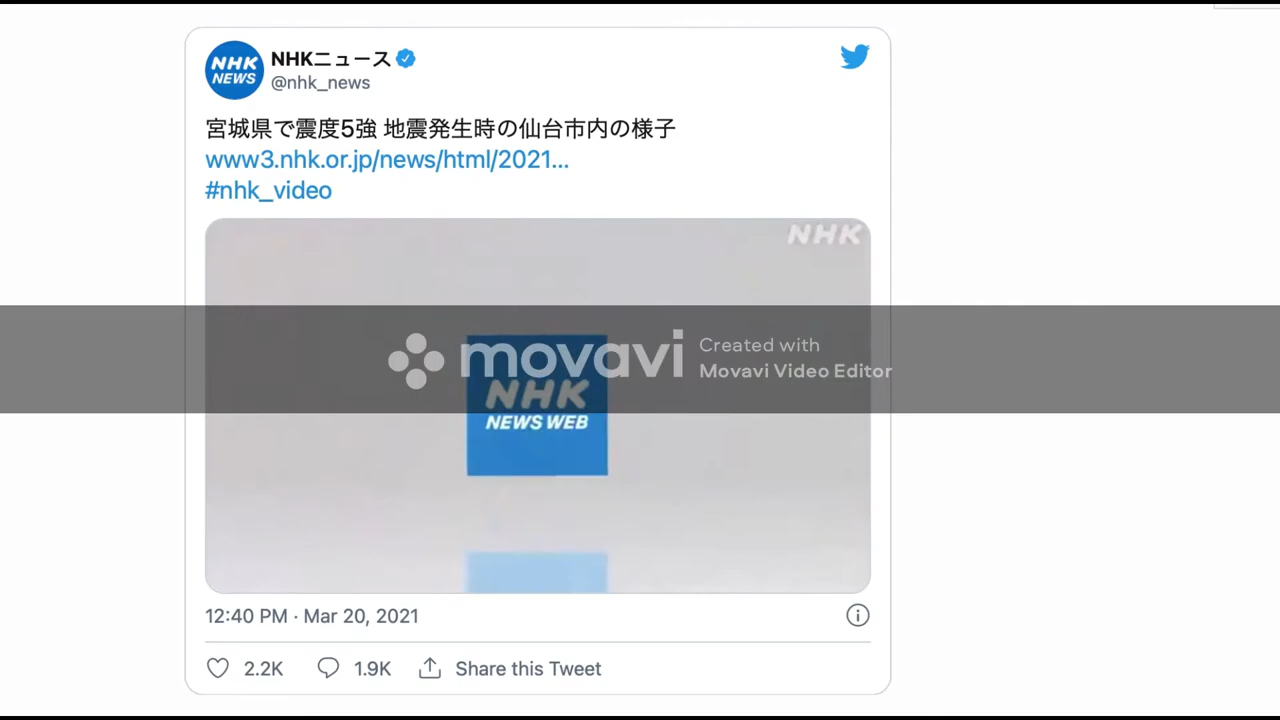 NHK
NEWS
NHKニュース
@nhk_news
宮城県で震度5強 地震発生時の仙台市内の様子
www3.nhk.or.jp/news/html/2021...
#nhk_video
NHK
movavi
Created with
Movavi Video Editor
NHK
NEWS WEB
12:40 PM · Mar 20, 2021
2.2K
1.9K
Share this Tweet